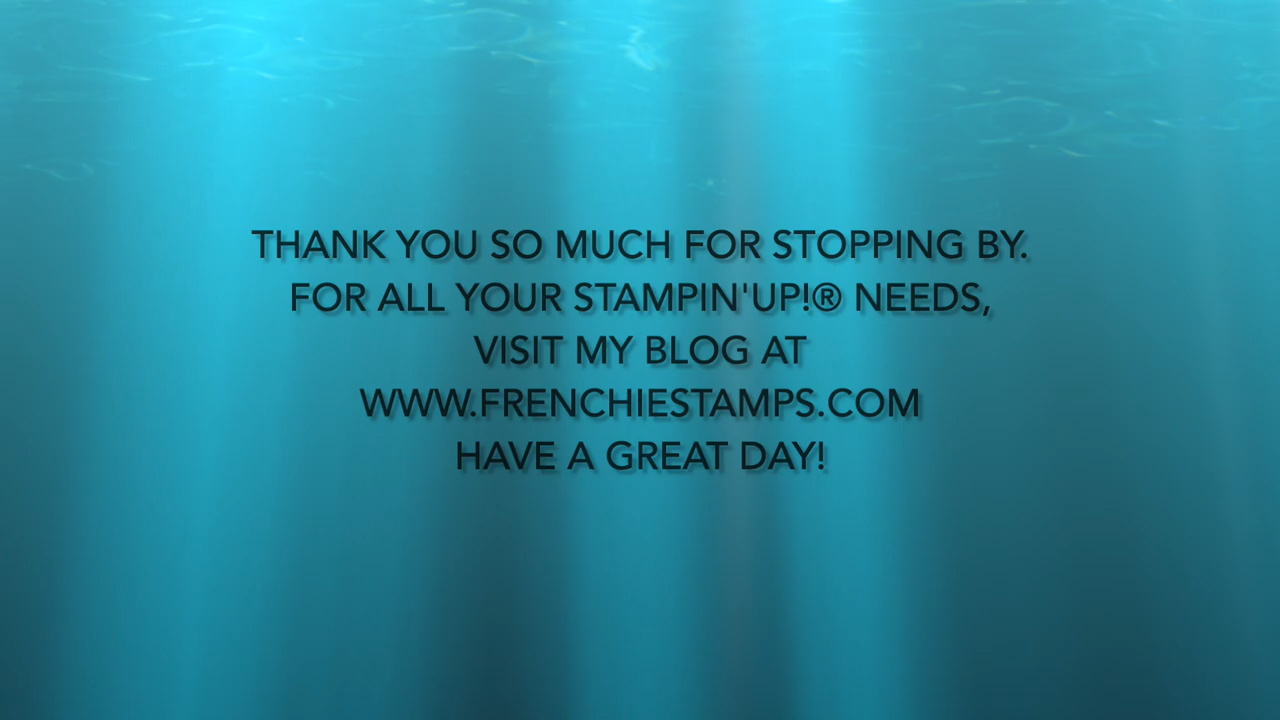 THANK YOU SO MUCH FOR STOPPING BY.
FOR ALL YOUR STAMPIN'UP!® NEEDS,
VISIT MY BLOG AT
WWW.FRENCHIESTAMPS.COM
HAVE A GREAT DAY!